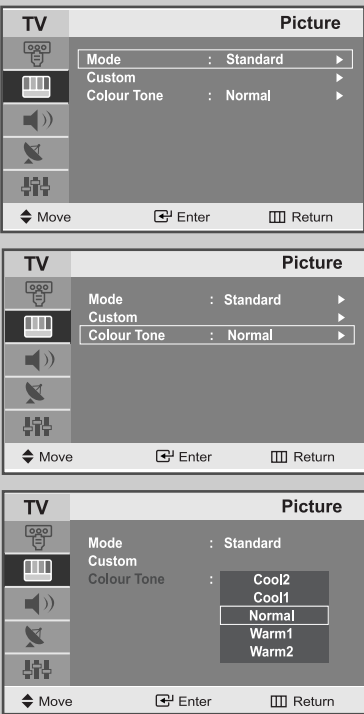 TV Picture
Mode : Standard
Custom
Colour Tone : Normal
Move Enter Return
TV Picture
Mode : Standard
Custom
Colour Tone : Normal
Move Enter Return
TV Picture
Mode : Standard
Custom
Colour Tone : Cool2
Cool1
Normal
Warm1
Warm2
Move Enter Return